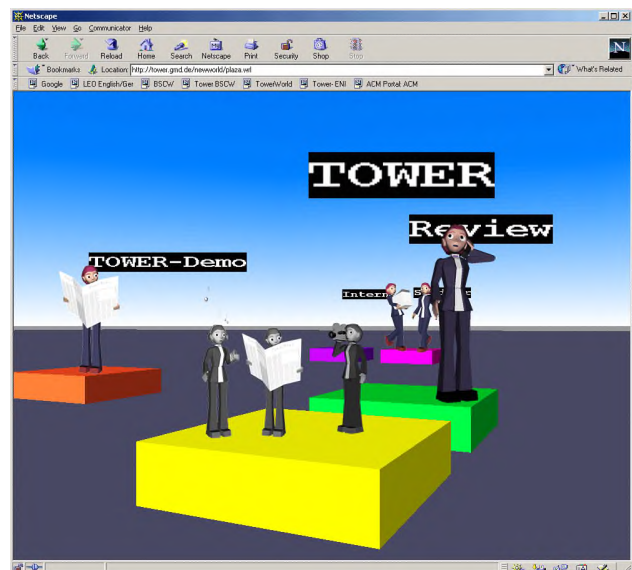 Netscape
File Edit View Go Communicator Help
Back Forward Reload Home Search Netscape Print Security Shop Stop
Bookmarks Location: http://tower.gmd.de/newworld/plaza.wrl What's Related
Google LEO English/Ger BSCW Tower BSCW TowerWorld Tower-ENI ACM Portal: ACM
TOWER
Review
TOWER-Demo
Intern